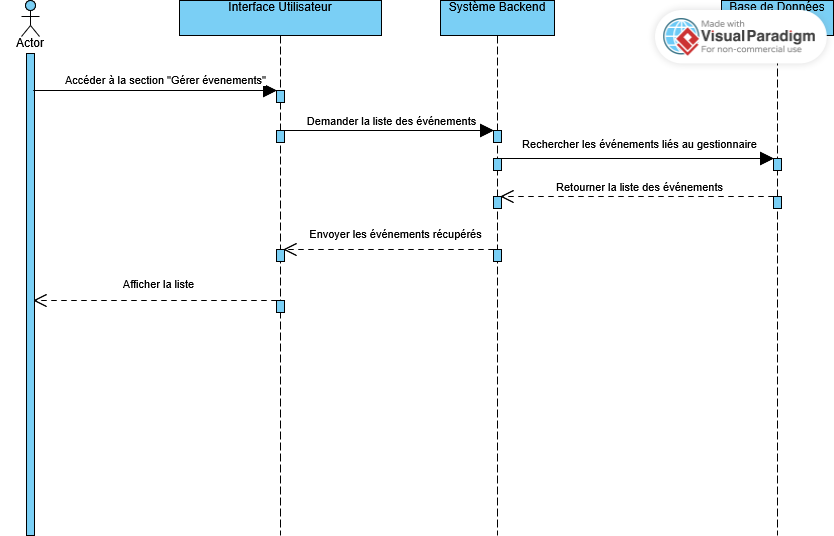 Interface Utilisateur
Système Backend
Base de Données
Made with
VisualParadigm
For non-commercial use
Actor
Accéder à la section "Gérer évenements"
Demander la liste des événements
Rechercher les événements liés au gestionnaire
Retourner la liste des événements
Envoyer les événements récupérés
Afficher la liste